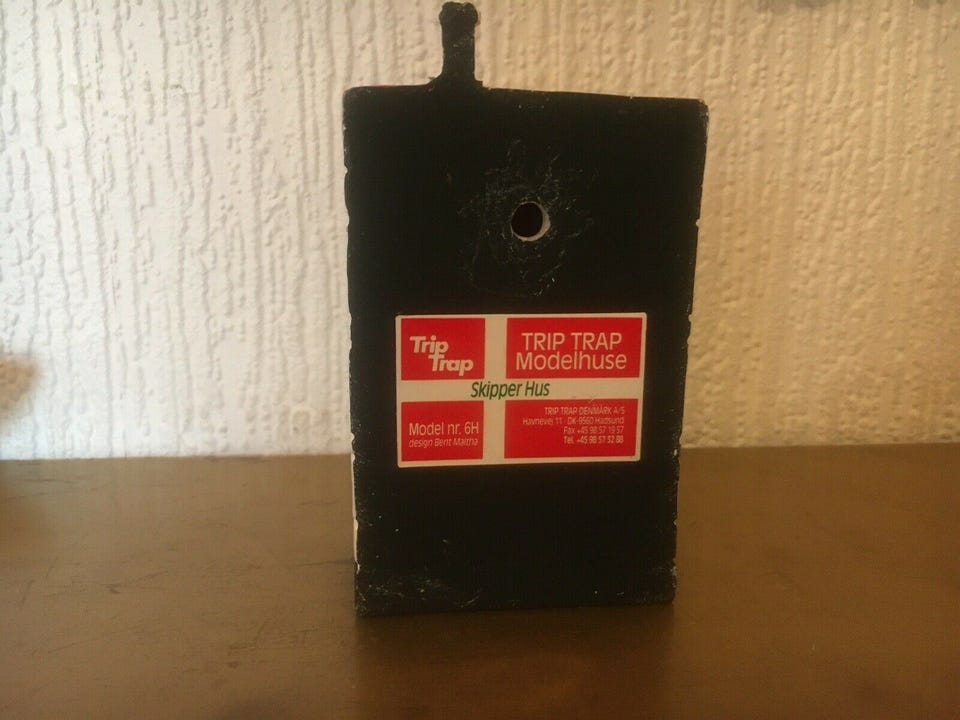 Trip
Trap
TRIP TRAP
Modelhuse
Skipper Hus
Model nr. 6H
design Bent Maltha
TRIP TRAP DENMARK A/S
Havnevej 11 · DK-9560 Hadsund
Fax +45 98 57 19 57
Tel. +45 98 57 32 88